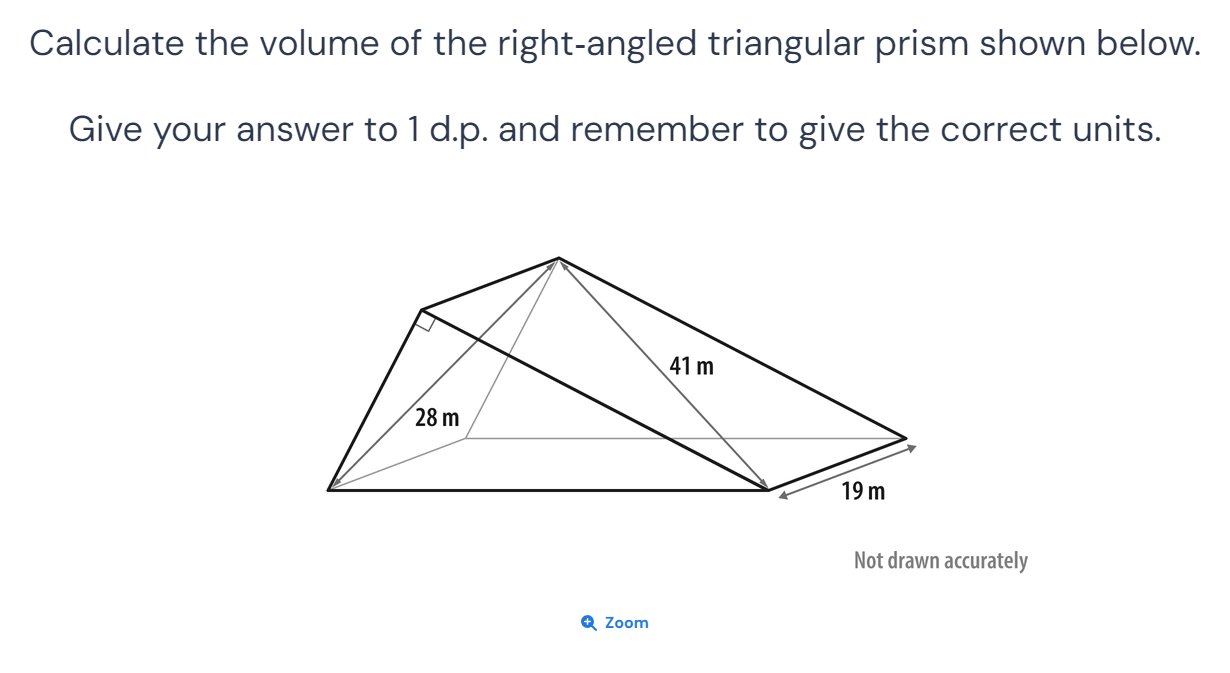 Calculate the volume of the right-angled triangular prism shown below.
Give your answer to 1 d.p. and remember to give the correct units.
41 m
28 m
19 m
Not drawn accurately
Zoom